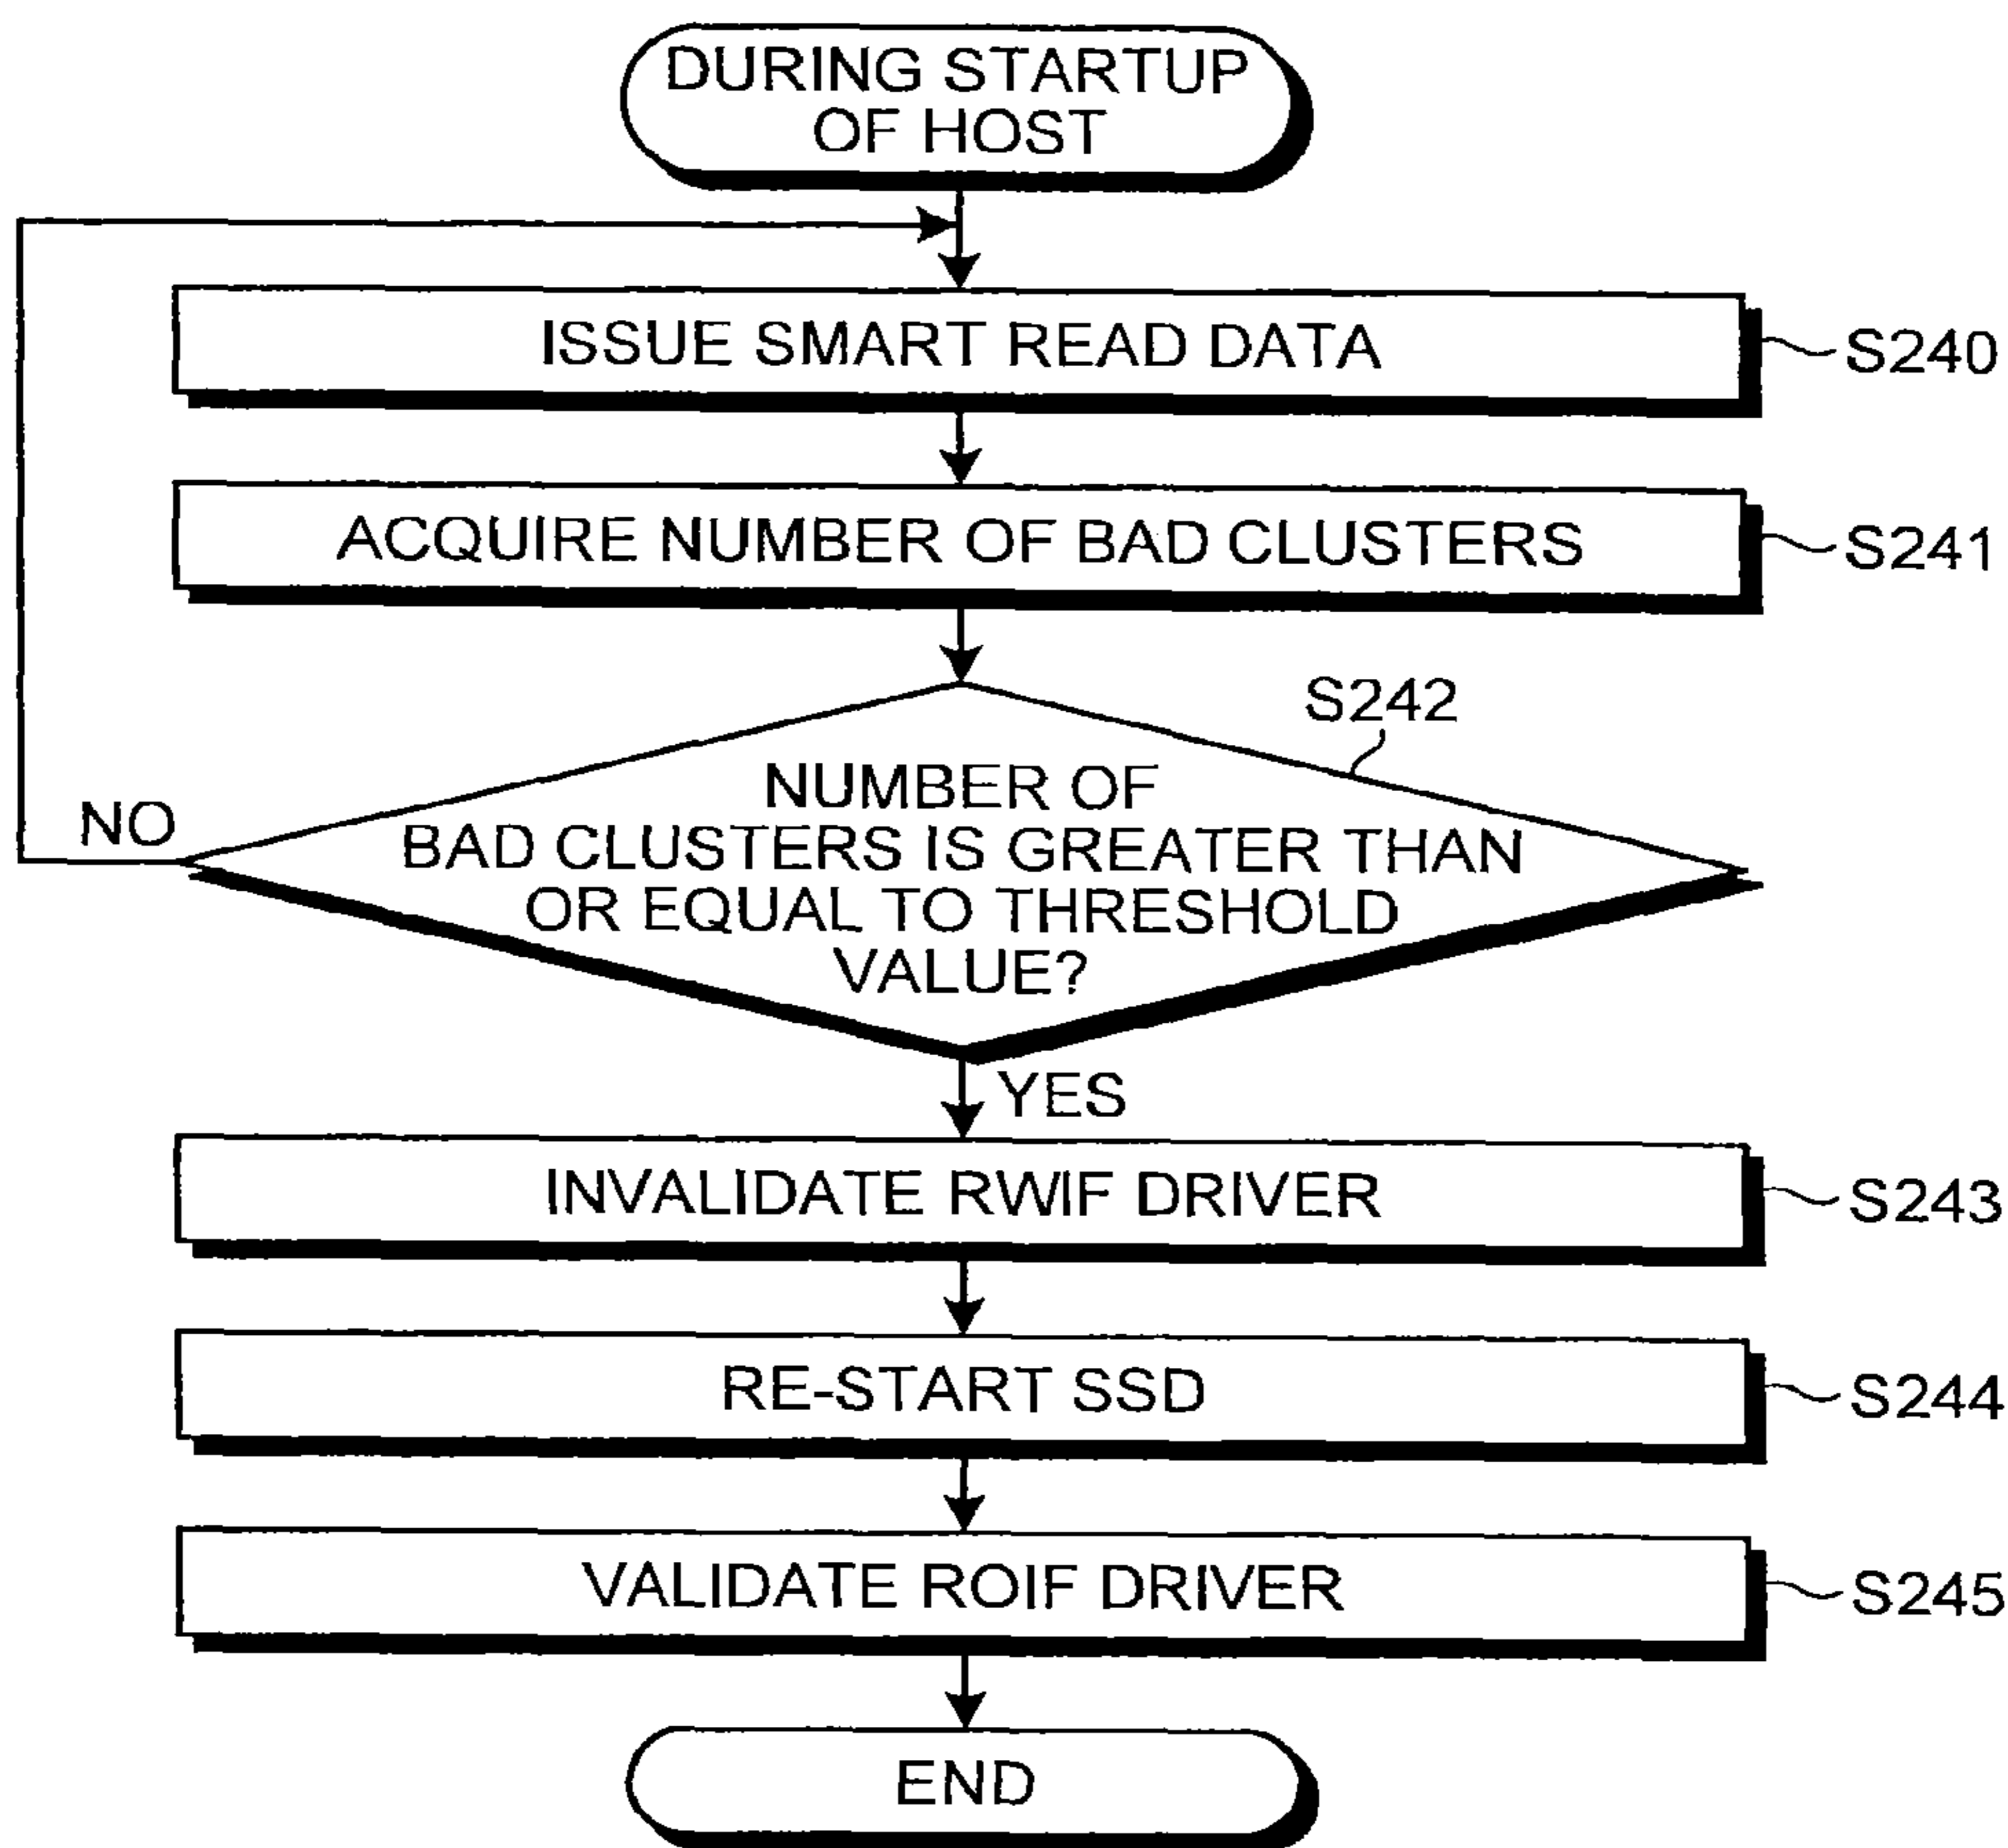 DURING STARTUP
OF HOST
ISSUE SMART READ DATA
S240
ACQUIRE NUMBER OF BAD CLUSTERS
S241
S242
NUMBER OF
BAD CLUSTERS IS GREATER THAN
OR EQUAL TO THRESHOLD
VALUE?
NO
YES
INVALIDATE RWIF DRIVER
S243
RE-START SSD
S244
VALIDATE ROIF DRIVER
S245
END